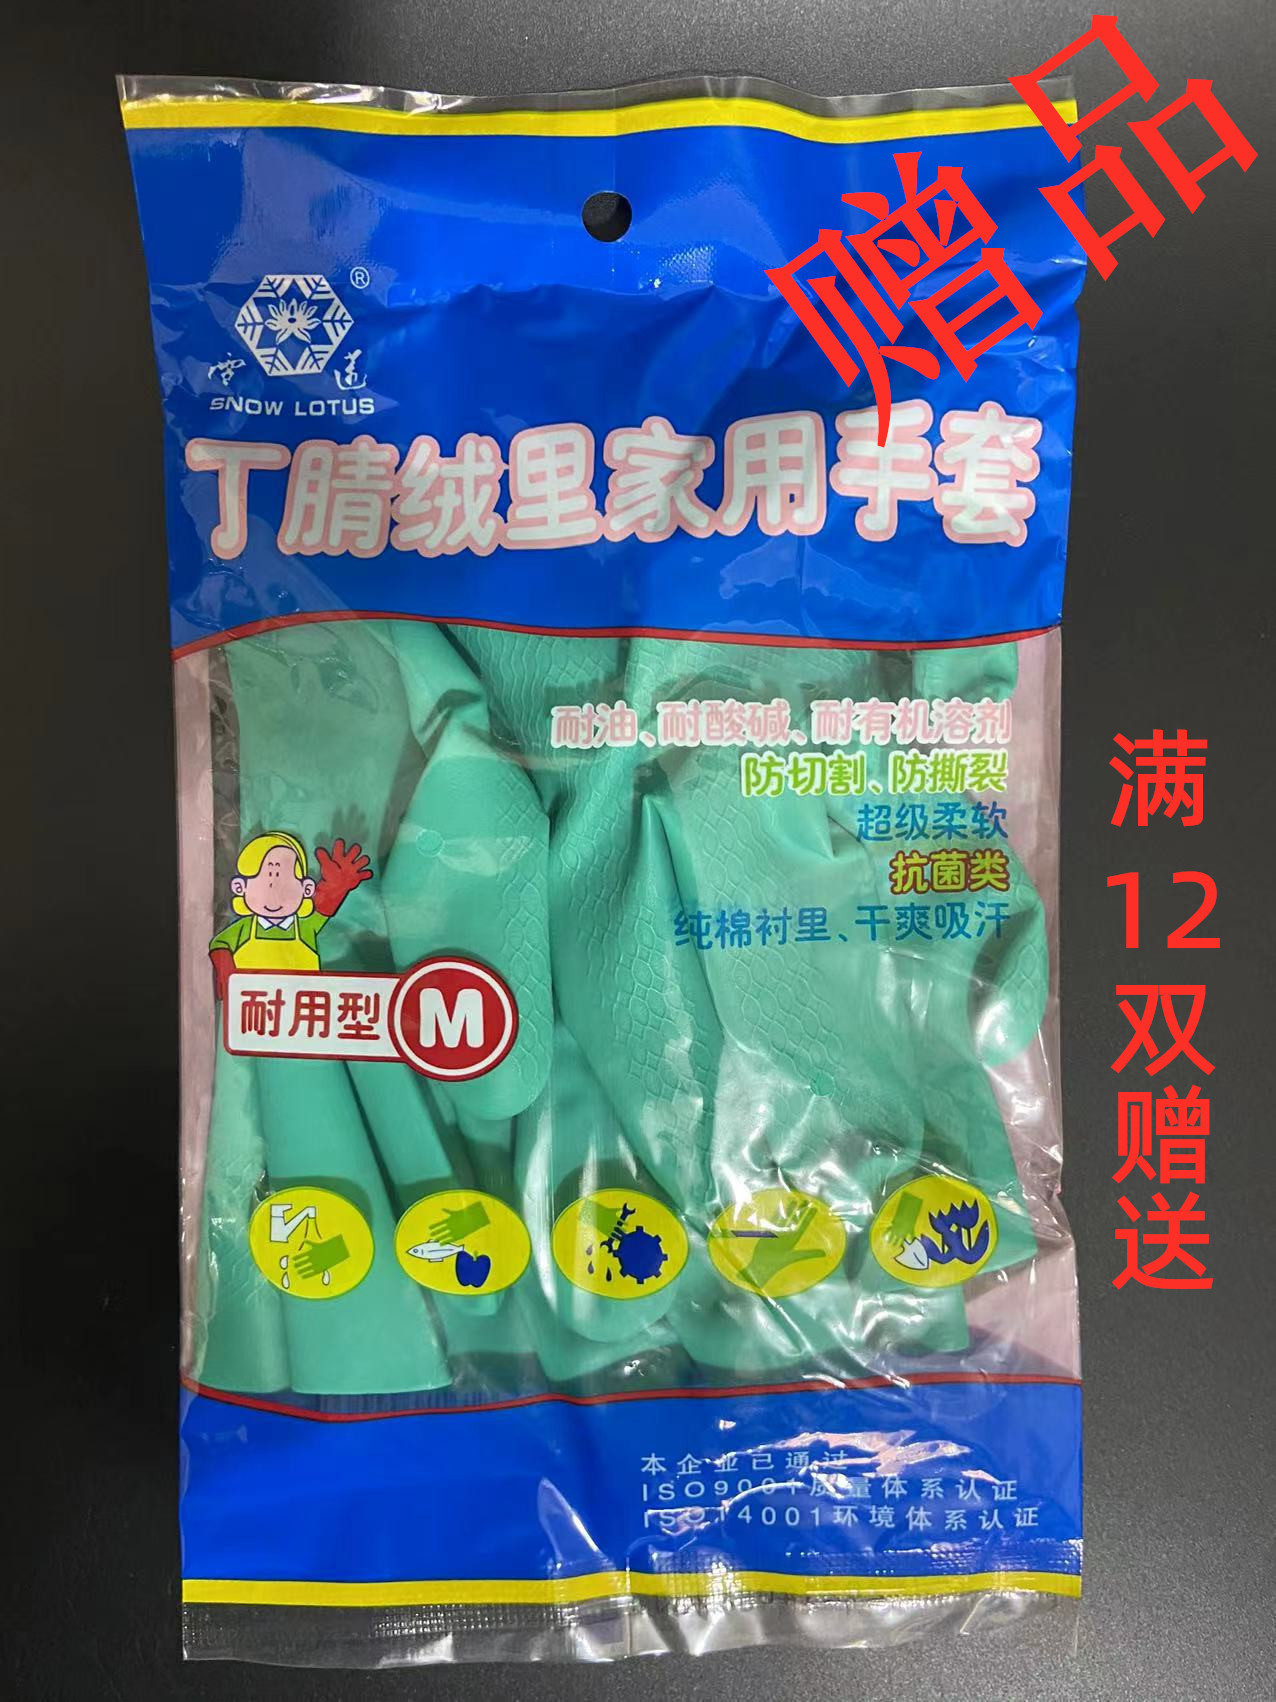 赠品
®
雪莲
SNOW LOTUS
丁腈绒里家用手套
耐油、耐酸碱、耐有机溶剂
防切割、防撕裂
超级柔软
抗菌类
纯棉衬里、干爽吸汗
耐用型 M
满
12
双
赠
送
本企业已通过
ISO9001质量体系认证
ISO14001环境体系认证